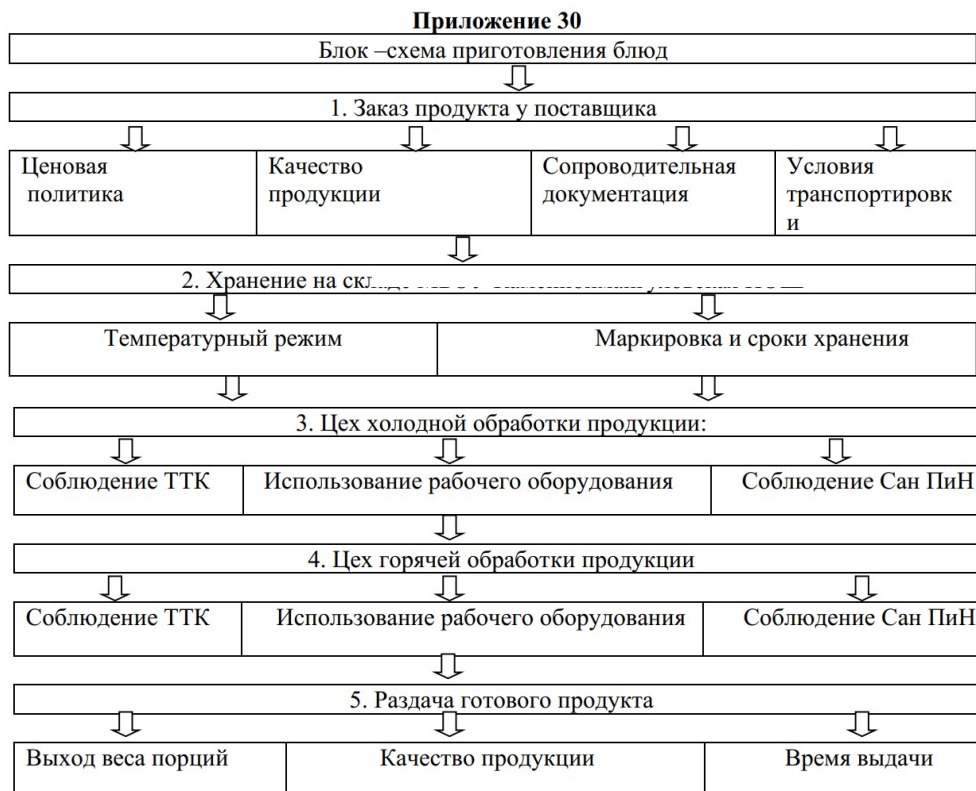 Приложение 30
Блок –схема приготовления блюд
1. Заказ продукта у поставщика
Ценовая
политика
Качество
продукции
Сопроводительная
документация
Условия
транспортировк
и
2. Хранение на
Температурный режим
Маркировка и сроки хранения
3. Цех холодной обработки продукции:
Соблюдение ТТК
Использование рабочего оборудования
Соблюдение Сан ПиН
4. Цех горячей обработки продукции
Соблюдение ТТК
Использование рабочего оборудования
Соблюдение Сан ПиН
5. Раздача готового продукта
Выход веса порций
Качество продукции
Время выдачи